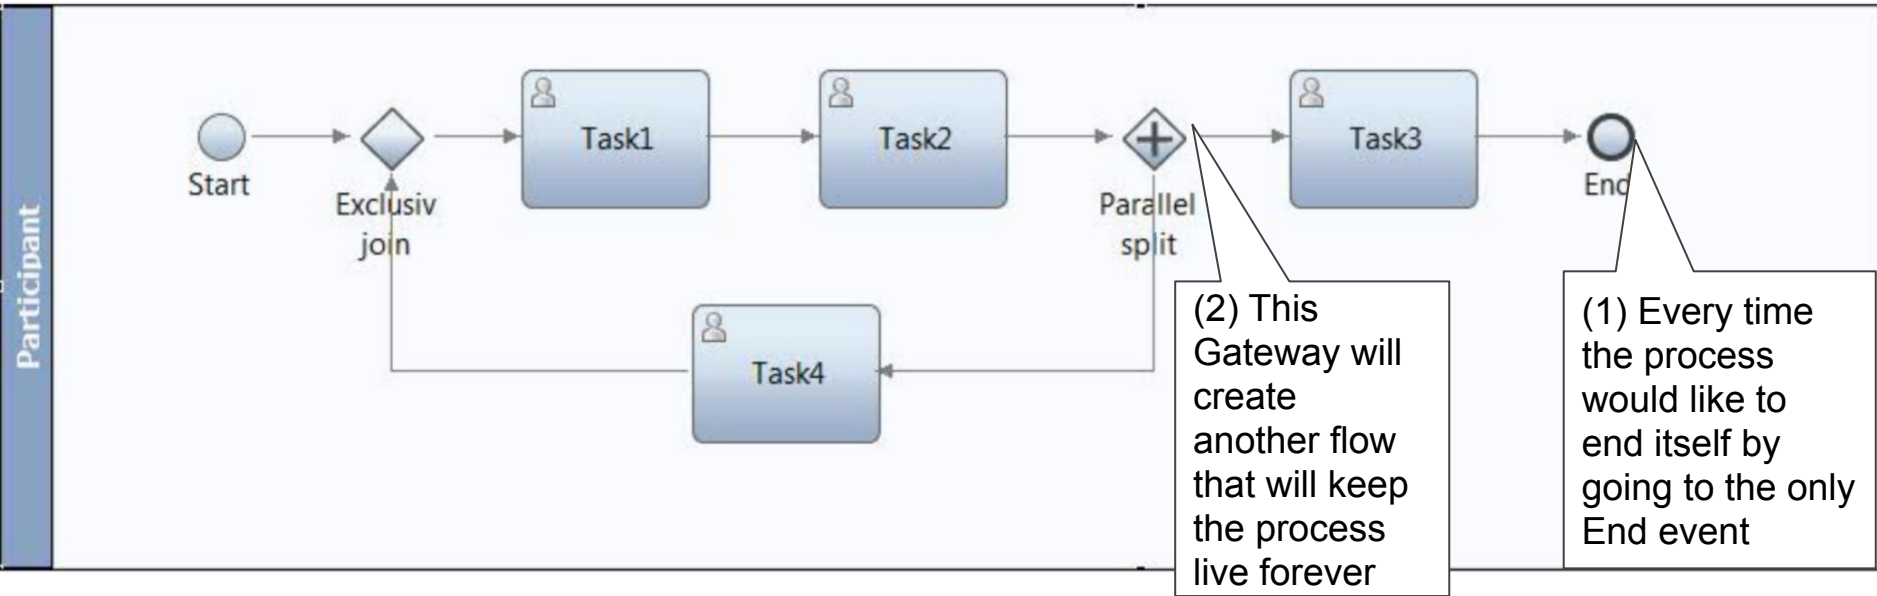 Participant
Start
Exclusiv
join
Task1
Task2
Parallel
split
Task3
End
Task4
(2) This
Gateway will
create
another flow
that will keep
the process
live forever
(1) Every time
the process
would like to
end itself by
going to the only
End event